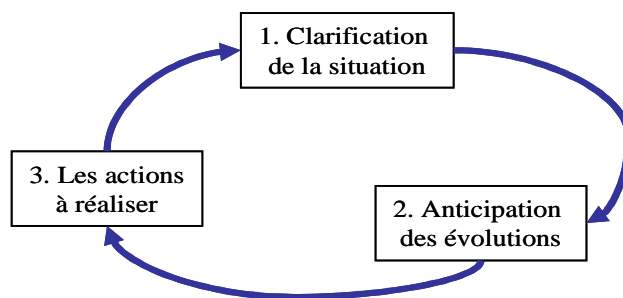 1. Clarification
de la situation
2. Anticipation
des évolutions
3. Les actions
à réaliser